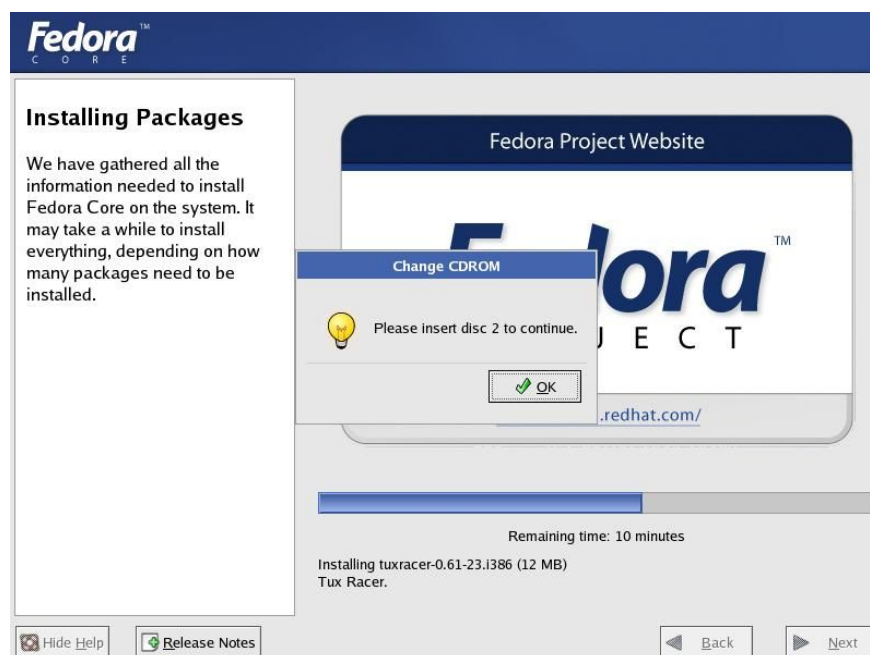 Fedora™
CORE
Installing Packages
We have gathered all the
information needed to install
Fedora Core on the system. It
may take a while to install
everything, depending on how
many packages need to be
installed.
Fedora Project Website
ora™
J E C T
.redhat.com/
Change CDROM
Please insert disc 2 to continue.
OK
Remaining time: 10 minutes
Installing tuxracer-0.61-23.i386 (12 MB)
Tux Racer.
Hide Help
Release Notes
Back
Next